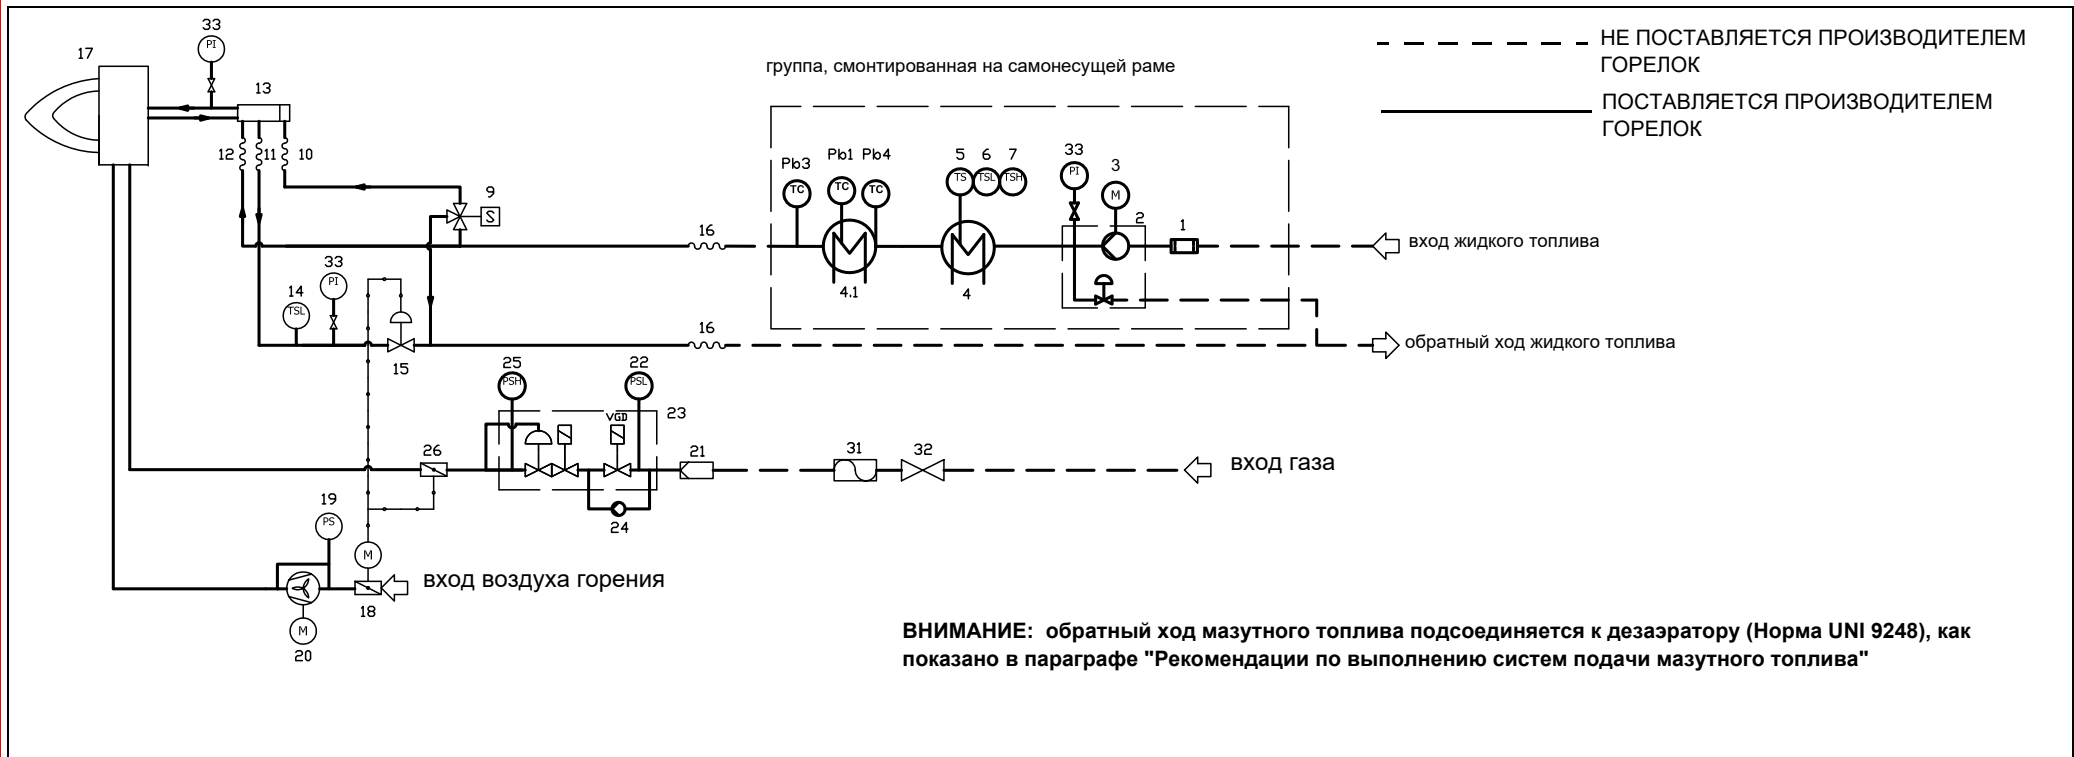 НЕ ПОСТАВЛЯЕТСЯ ПРОИЗВОДИТЕЛЕМ
ГОРЕЛОК
ПОСТАВЛЯЕТСЯ ПРОИЗВОДИТЕЛЕМ
ГОРЕЛОК
группа, смонтированная на самонесущей раме
33
PI
17
13
12
11
10
9
S
16
Pb3
Pb1
Pb4
TC
TC
TC
5
6
7
TS
TSL
TSH
33
PI
3
M
2
1
4.1
4
вход жидкого топлива
14
TSL
33
PI
15
16
обратный ход жидкого топлива
25
PSH
22
PSL
VGD
23
26
21
24
31
32
вход газа
19
PS
M
18
вход воздуха горения
M
20
ВНИМАНИЕ: обратный ход мазутного топлива подсоединяется к дезаэратору (Норма UNI 9248), как
показано в параграфе "Рекомендации по выполнению систем подачи мазутного топлива"